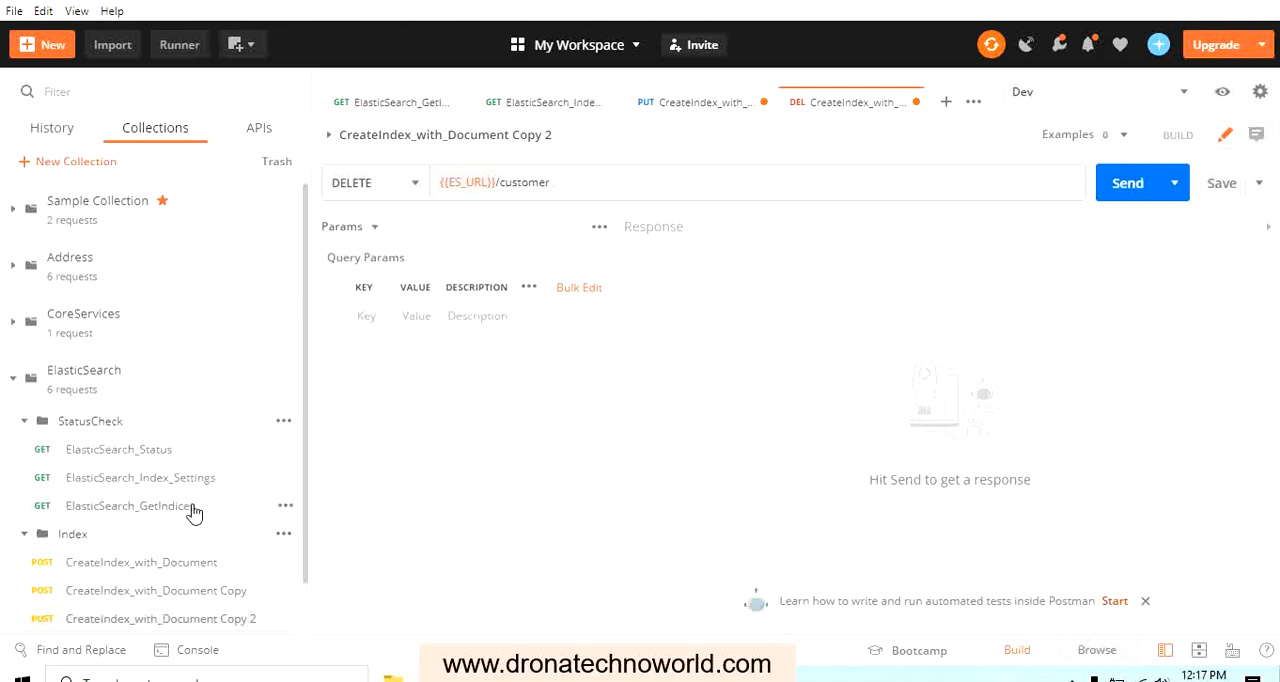 File Edit View Help
New Import Runner My Workspace Invite Upgrade
Filter
History Collections APIs
New Collection Trash
Sample Collection
2 requests
Address
6 requests
CoreServices
1 request
ElasticSearch
6 requests
StatusCheck
GET ElasticSearch_Status
GET ElasticSearch_Index_Settings
GET ElasticSearch_GetIndices
Index
POST CreateIndex_with_Document
POST CreateIndex_with_Document Copy
POST CreateIndex_with_Document Copy 2
GET ElasticSearch_GetI... GET ElasticSearch_Inde... PUT CreateIndex_with_... DEL CreateIndex_with_... Dev
CreateIndex_with_Document Copy 2 Examples 0 BUILD
DELETE {{ES_URL}}/customer Send Save
Params Response
Query Params
KEY VALUE DESCRIPTION Bulk Edit
Key Value Description
Hit Send to get a response
Learn how to write and run automated tests inside Postman Start
Find and Replace Console Bootcamp Build Browse
www.dronatechnoworld.com
12:17 PM